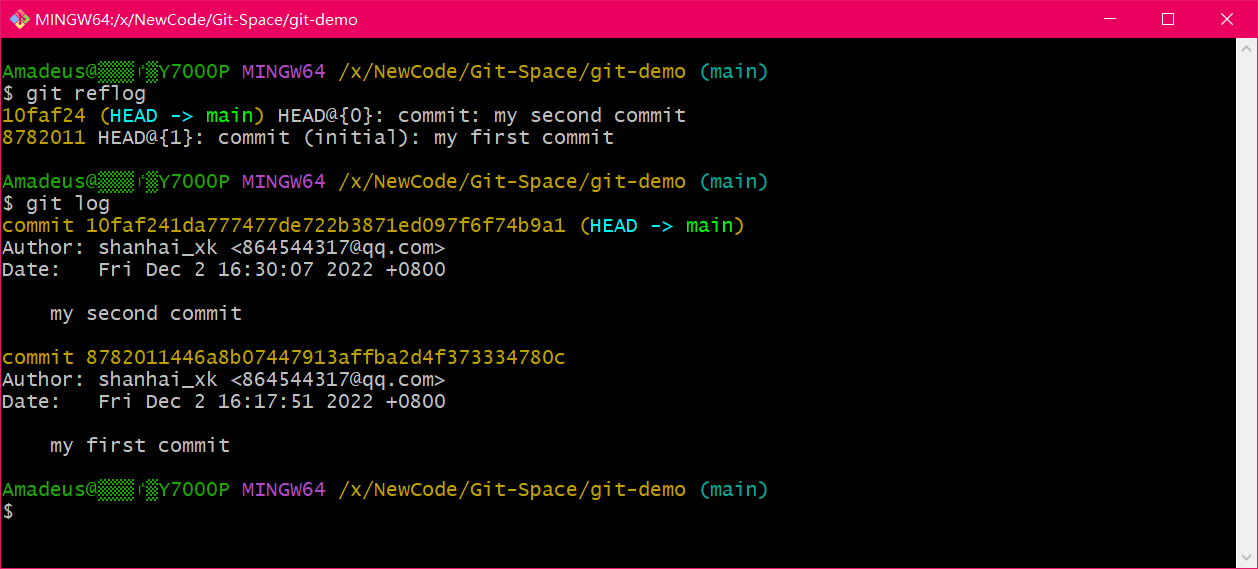 MINGW64:/x/NewCode/Git-Space/git-demo
Amadeus@▒▒▒ṙ▒Y7000P MINGW64 /x/NewCode/Git-Space/git-demo (main)
$ git reflog
10faf24 (HEAD -> main) HEAD@{0}: commit: my second commit
8782011 HEAD@{1}: commit (initial): my first commit
Amadeus@▒▒▒ṙ▒Y7000P MINGW64 /x/NewCode/Git-Space/git-demo (main)
$ git log
commit 10faf241da777477de722b3871ed097f6f74b9a1 (HEAD -> main)
Author: shanhai_xk <864544317@qq.com>
Date:   Fri Dec 2 16:30:07 2022 +0800
my second commit
commit 8782011446a8b07447913affba2d4f373334780c
Author: shanhai_xk <864544317@qq.com>
Date:   Fri Dec 2 16:17:51 2022 +0800
my first commit
Amadeus@▒▒▒ṙ▒Y7000P MINGW64 /x/NewCode/Git-Space/git-demo (main)
$